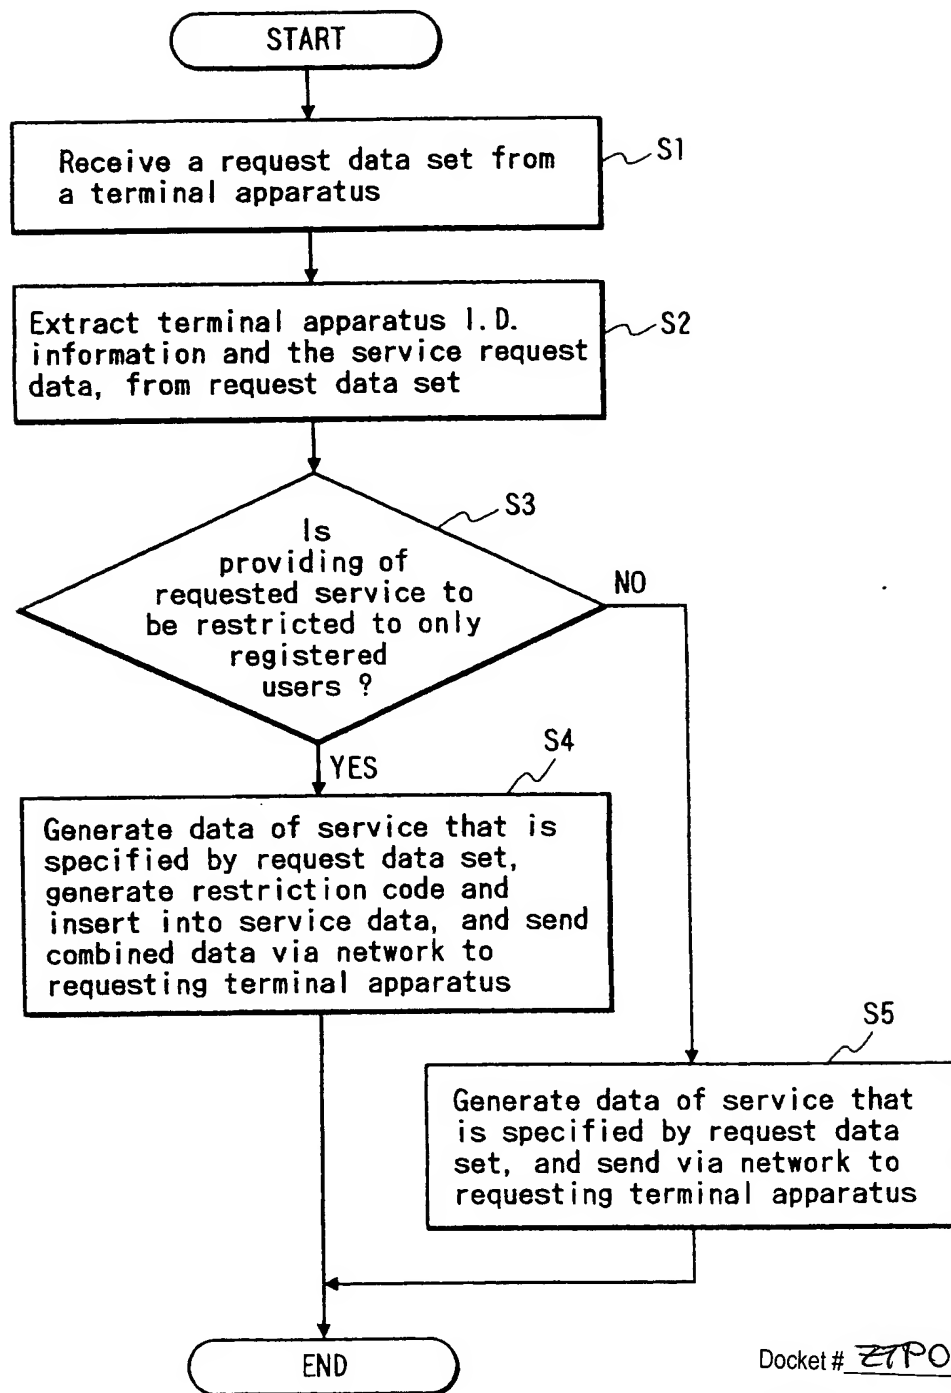 START
Receive a request data set from
a terminal apparatus
S1
Extract terminal apparatus I.D.
information and the service request
data, from request data set
S2
S3
Is
providing of
requested service to
be restricted to only
registered
users ?
NO
YES
S4
Generate data of service that is
specified by request data set,
generate restriction code and
insert into service data, and send
combined data via network to
requesting terminal apparatus
S5
Generate data of service that
is specified by request data
set, and send via network to
requesting terminal apparatus
END
Docket #